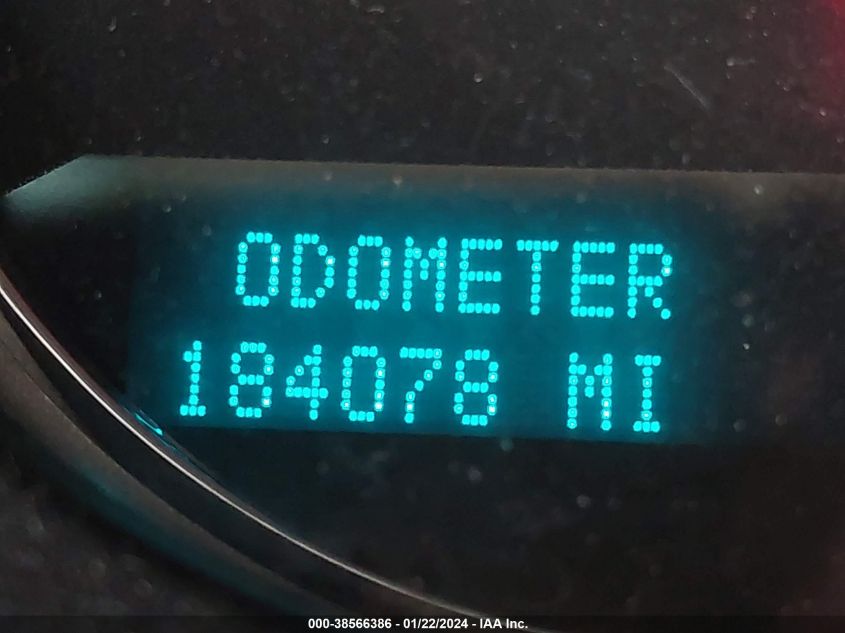 ODOMETER
184078 MI
000-38566386 - 01/22/2024 - IAA Inc.